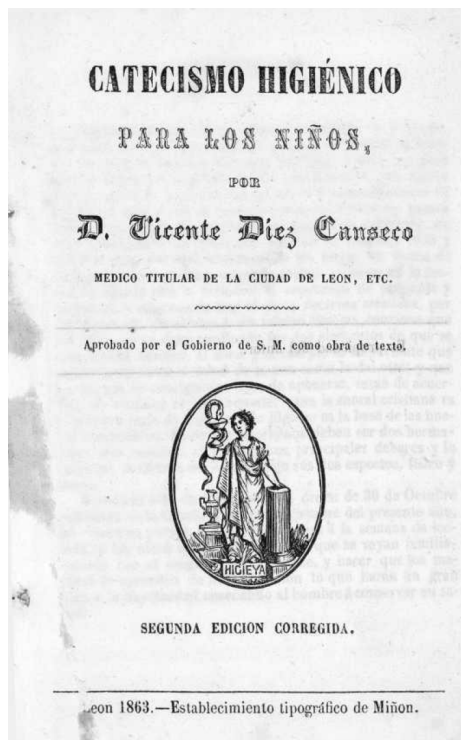 CATECISMO HIGIÉNICO
PARA LOS NIÑOS,
POR
D. Vicente Diez Canseco
MEDICO TITULAR DE LA CIUDAD DE LEON, ETC.
Aprobado por el Gobierno de S. M. como obra de texto.
HIGIEYA
SEGUNDA EDICION CORREGIDA.
Leon 1863.—Establecimiento tipográfico de Miñon.